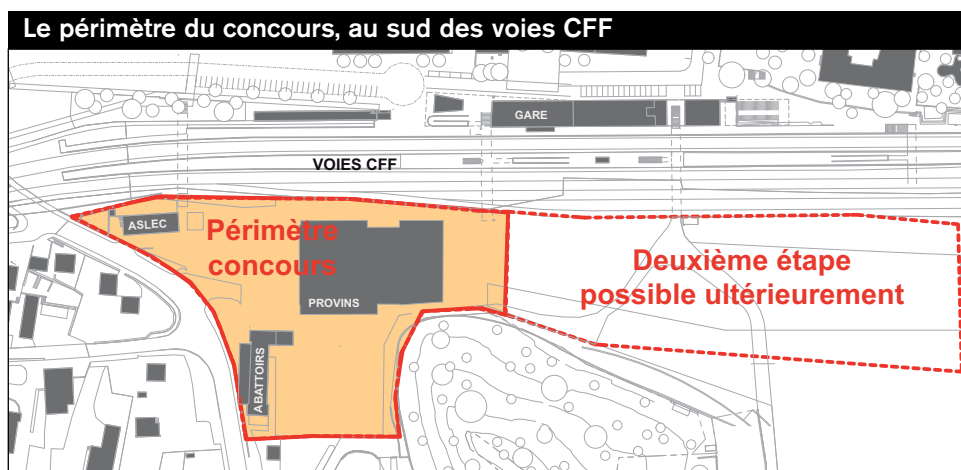 Le périmètre du concours, au sud des voies CFF
GARE
VOIES CFF
ASLEC
Périmètre
concours
PROVINS
ABATTOIRS
Deuxième étape
possible ultérieurement